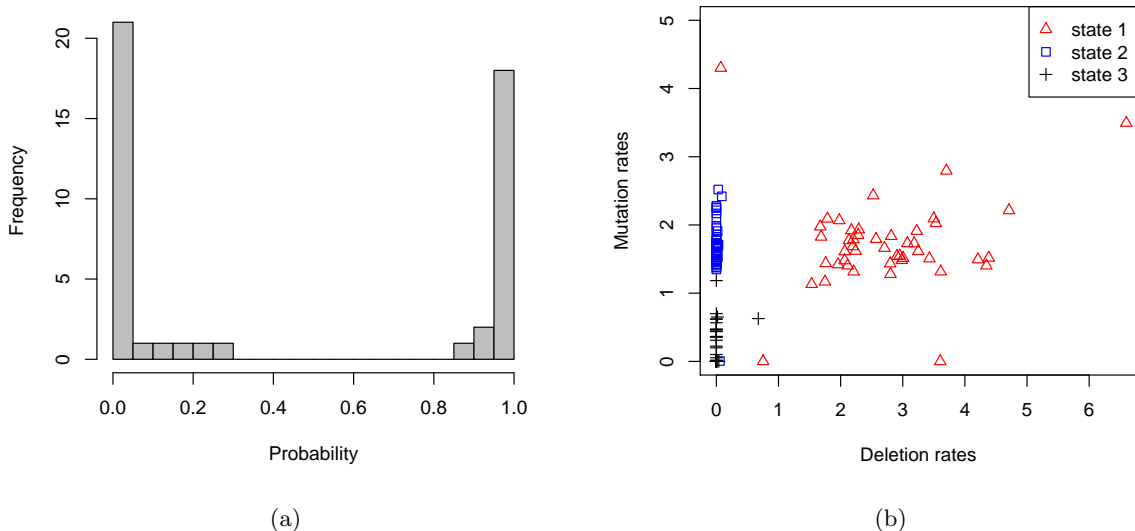 20
15
10
5
0
Frequency
0.0 0.2 0.4 0.6 0.8 1.0
Probability
(a)
5
4
3
2
1
0
Mutation rates
state 1
state 2
state 3
0 1 2 3 4 5 6
Deletion rates
(b)